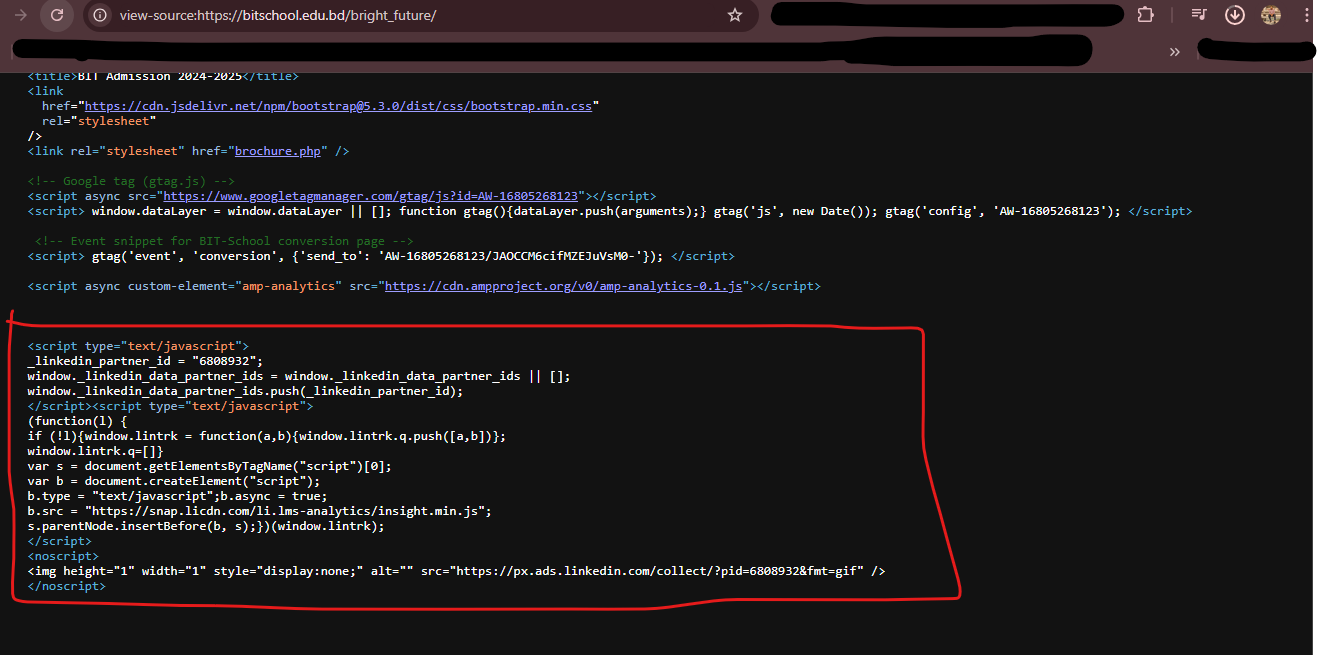 view-source:https://bitschool.edu.bd/bright_future/
<title>BIT Admission 2024-2025</title>
<link
href="https://cdn.jsdelivr.net/npm/bootstrap@5.3.0/dist/css/bootstrap.min.css"
rel="stylesheet"
/>
<link rel="stylesheet" href="brochure.php" />
<!-- Google tag (gtag.js) -->
<script async src="https://www.googletagmanager.com/gtag/js?id=AW-16805268123"></script>
<script> window.dataLayer = window.dataLayer || []; function gtag(){dataLayer.push(arguments);} gtag('js', new Date()); gtag('config', 'AW-16805268123'); </script>
<!-- Event snippet for BIT-School conversion page -->
<script> gtag('event', 'conversion', {'send_to': 'AW-16805268123/JAOCCM6cifMZEJuVsM0-'}); </script>
<script async custom-element="amp-analytics" src="https://cdn.ampproject.org/v0/amp-analytics-0.1.js"></script>
<script type="text/javascript">
_linkedin_partner_id = "6808932";
window._linkedin_data_partner_ids = window._linkedin_data_partner_ids || [];
window._linkedin_data_partner_ids.push(_linkedin_partner_id);
</script><script type="text/javascript">
(function(l) {
if (!l){window.lintrk = function(a,b){window.lintrk.q.push([a,b])};
window.lintrk.q=[]}
var s = document.getElementsByTagName("script")[0];
var b = document.createElement("script");
b.type = "text/javascript";b.async = true;
b.src = "https://snap.licdn.com/li.lms-analytics/insight.min.js";
s.parentNode.insertBefore(b, s);})(window.lintrk);
</script>
<noscript>
<img height="1" width="1" style="display:none;" alt="" src="https://px.ads.linkedin.com/collect/?pid=6808932&fmt=gif" />
</noscript>